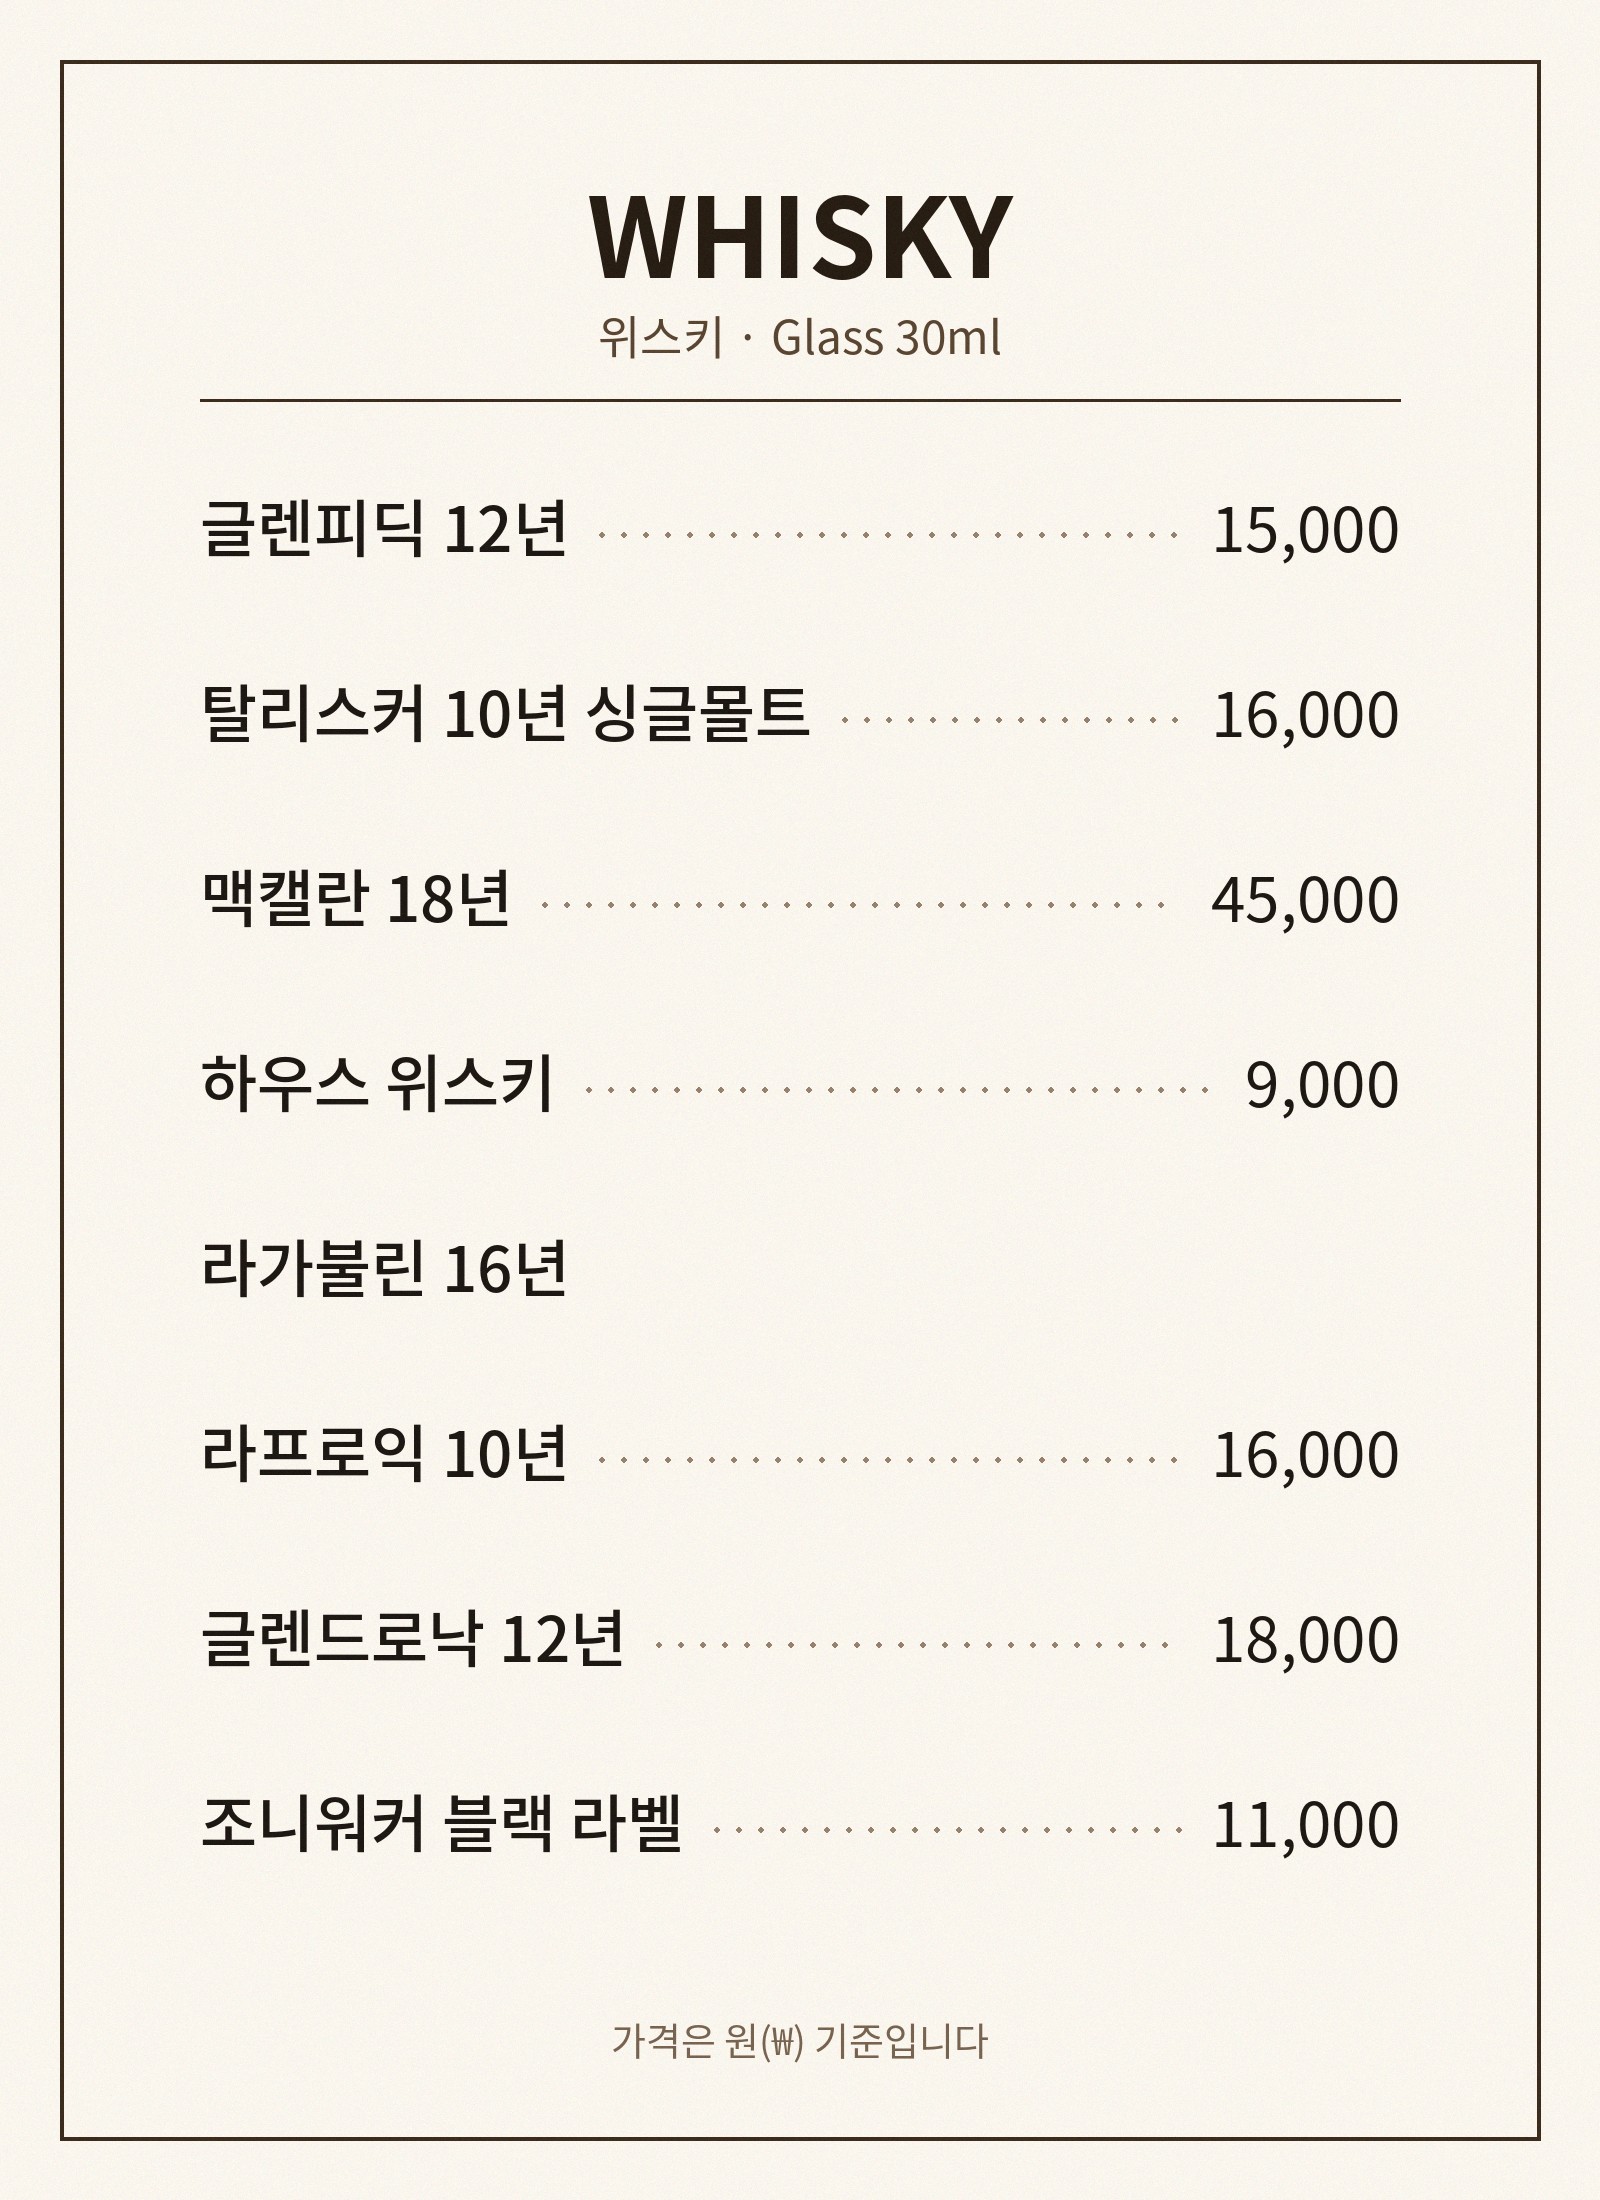 WHISKY
위스키 · Glass 30ml
글렌피딕 12년 15,000
탈리스커 10년 싱글몰트 16,000
맥캘란 18년 45,000
하우스 위스키 9,000
라가불린 16년
라프로익 10년 16,000
글렌드로낙 12년 18,000
조니워커 블랙 라벨 11,000
가격은 원(₩) 기준입니다